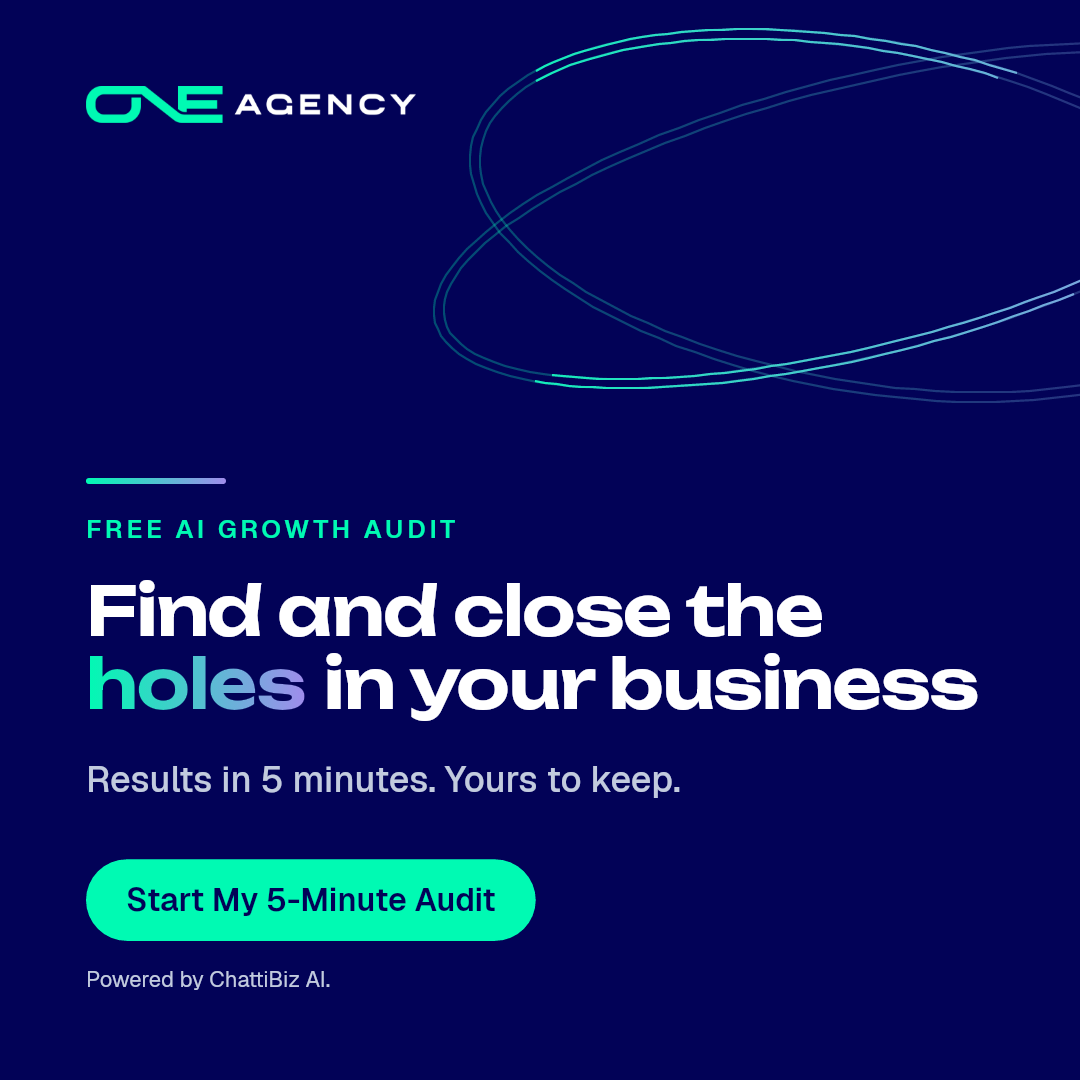 ONE AGENCY
FREE AI GROWTH AUDIT
Find and close the
holes in your business
Results in 5 minutes. Yours to keep.
Start My 5-Minute Audit
Powered by ChattiBiz AI.